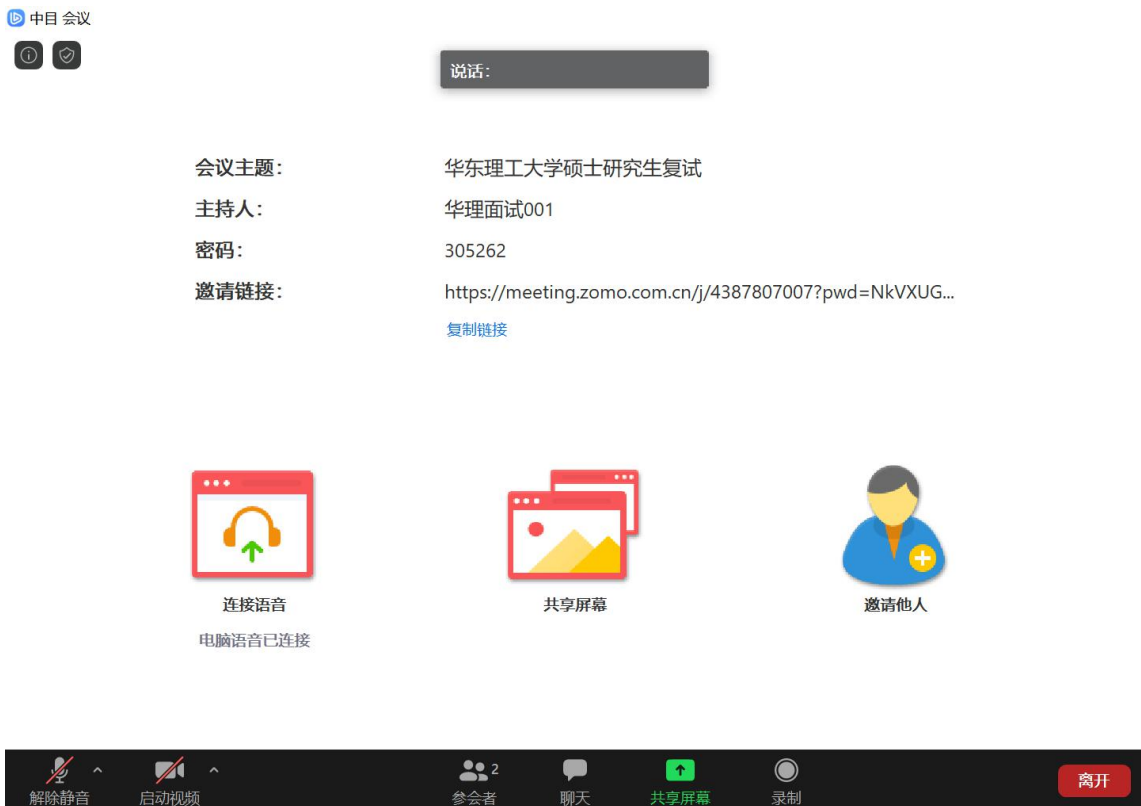 中目 会议
说话:
会议主题: 华东理工大学硕士研究生复试
主持人: 华理面试001
密码: 305262
邀请链接: https://meeting.zomo.com.cn/j/4387807007?pwd=NkVXUG...
复制链接
连接语音 共享屏幕 邀请他人
电脑语音已连接
2
解除静音 启动视频 参会者 聊天 共享屏幕 录制 离开